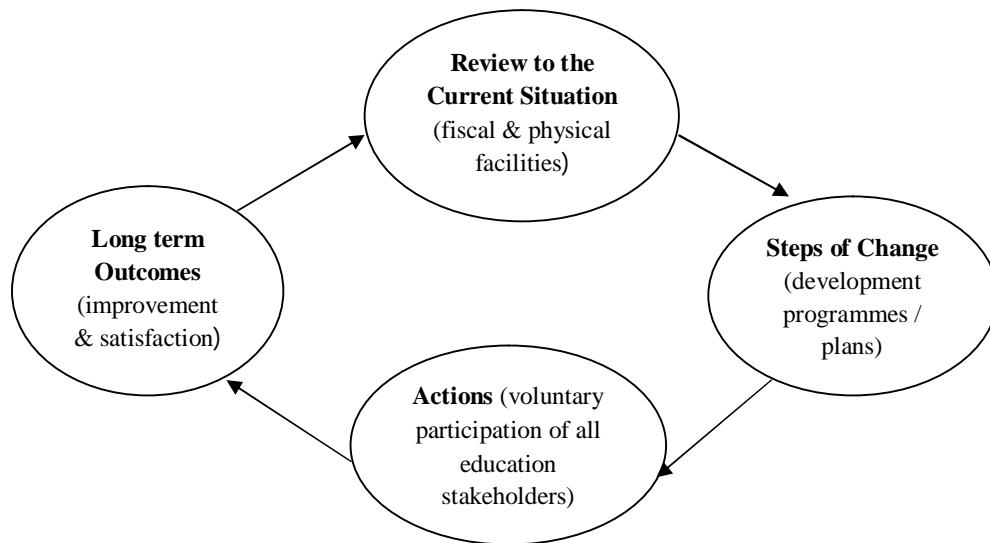 Review to the
Current Situation
(fiscal & physical
facilities)
Steps of Change
(development
programmes /
plans)
Actions (voluntary
participation of all
education
stakeholders)
Long term
Outcomes
(improvement
& satisfaction)